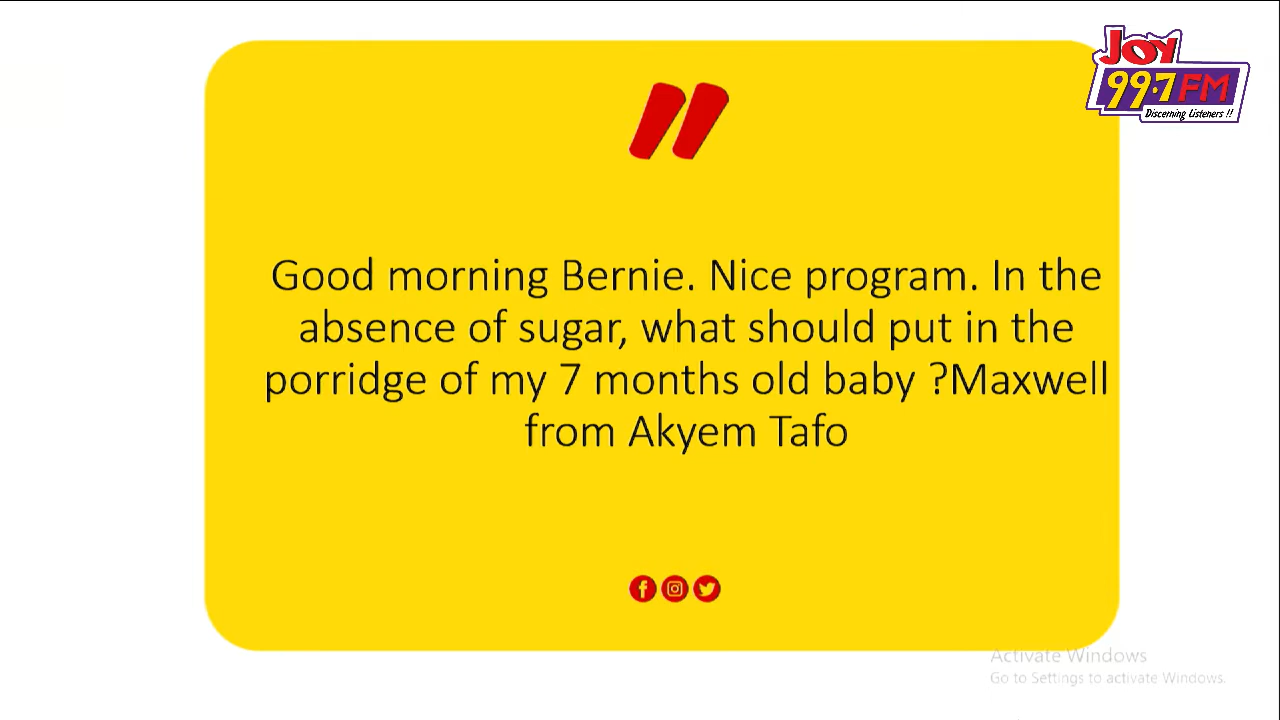 JOY
99.7 FM
Discerning Listeners !!
Good morning Bernie. Nice program. In the
absence of sugar, what should put in the
porridge of my 7 months old baby ?Maxwell
from Akyem Tafo
Activate Windows
Go to Settings to activate Windows.